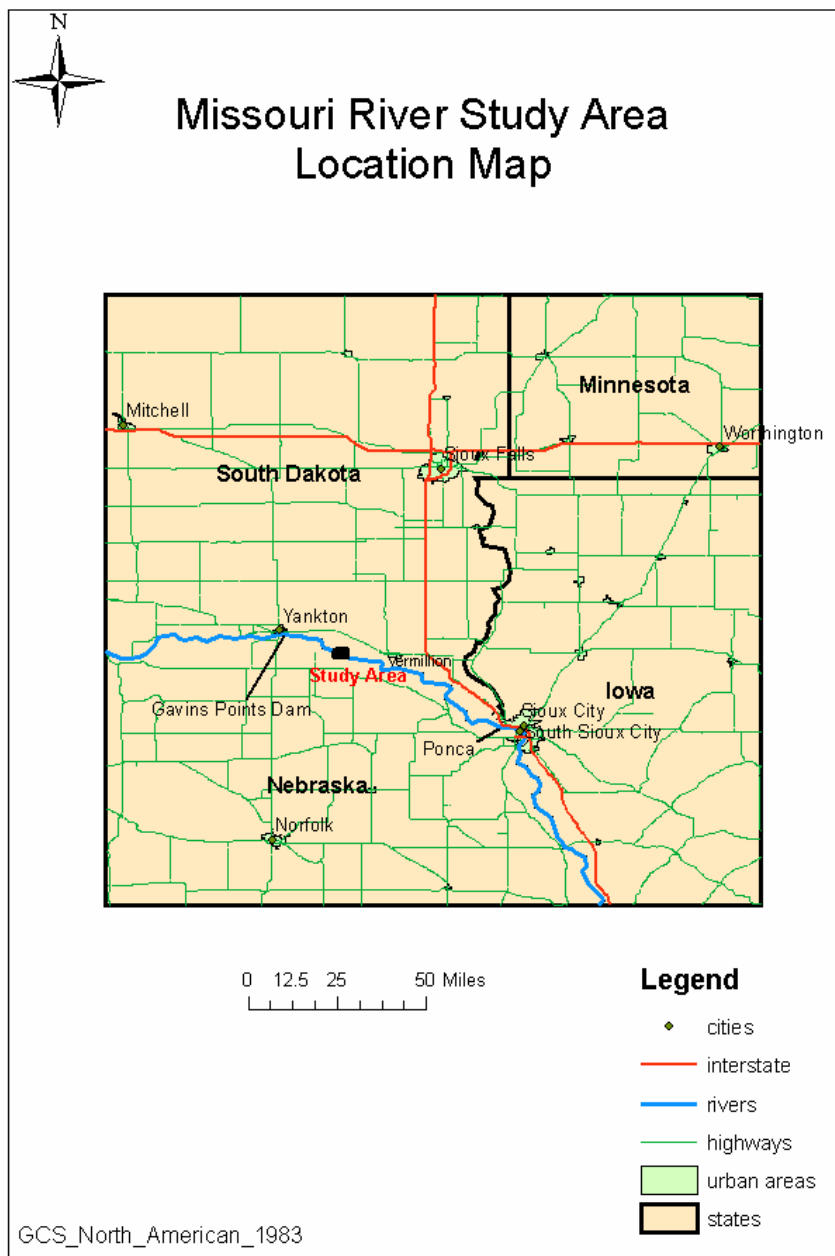 N
Missouri River Study Area
Location Map
Minnesota
Mitchell
Worthington
Sioux Falls
South Dakota
Yankton
Vermillion
Study Area
Iowa
Gavins Points Dam
Sioux City
South Sioux City
Ponca
Nebraska
Norfolk
0 12.5 25 50 Miles
Legend
cities
interstate
rivers
highways
urban areas
states
GCS_North_American_1983